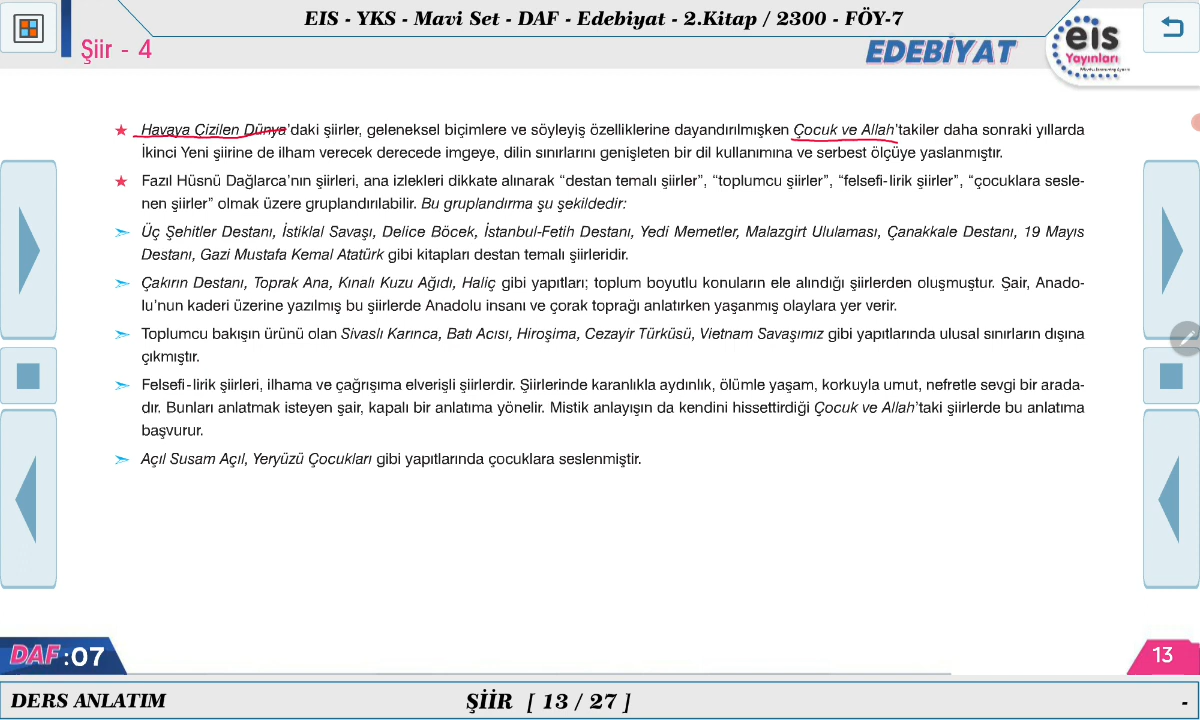 EIS - YKS - Mavi Set - DAF - Edebiyat - 2.Kitap / 2300 - FÖY-7
Şiir - 4
EDEBİYAT
eis
Yayınları
★ Havaya Çizilen Dünya'daki şiirler, geleneksel biçimlere ve söyleyiş özelliklerine dayandırılmışken Çocuk ve Allah'takiler daha sonraki yıllarda
İkinci Yeni şiirine de ilham verecek derecede imgeye, dilin sınırlarını genişleten bir dil kullanımına ve serbest ölçüye yaslanmıştır.
★ Fazıl Hüsnü Dağlarca'nın şiirleri, ana izlekleri dikkate alınarak “destan temalı şiirler”, “toplumcu şiirler”, “felsefi-lirik şiirler”, “çocuklara sesle-
nen şiirler” olmak üzere gruplandırılabilir. Bu gruplandırma şu şekildedir:
➣ Üç Şehitler Destanı, İstiklal Savaşı, Delice Böcek, İstanbul-Fetih Destanı, Yedi Memetler, Malazgirt Ululaması, Çanakkale Destanı, 19 Mayıs
Destanı, Gazi Mustafa Kemal Atatürk gibi kitapları destan temalı şiirleridir.
➣ Çakırın Destanı, Toprak Ana, Kınalı Kuzu Ağıdı, Haliç gibi yapıtları; toplum boyutlu konuların ele alındığı şiirlerden oluşmuştur. Şair, Anado-
lu'nun kaderi üzerine yazılmış bu şiirlerde Anadolu insanı ve çorak toprağı anlatırken yaşanmış olaylara yer verir.
➣ Toplumcu bakışın ürünü olan Sivaslı Karınca, Batı Acısı, Hiroşima, Cezayir Türküsü, Vietnam Savaşımız gibi yapıtlarında ulusal sınırların dışına
çıkmıştır.
➣ Felsefi-lirik şiirleri, ilhama ve çağrışıma elverişli şiirlerdir. Şiirlerinde karanlıkla aydınlık, ölümle yaşam, korkuyla umut, nefretle sevgi bir arada-
dır. Bunları anlatmak isteyen şair, kapalı bir anlatıma yönelir. Mistik anlayışın da kendini hissettirdiği Çocuk ve Allah'taki şiirlerde bu anlatıma
başvurur.
➣ Açıl Susam Açıl, Yeryüzü Çocukları gibi yapıtlarında çocuklara seslenmiştir.
DAF:07
13
DERS ANLATIM
ŞİİR [ 13 / 27 ]
-